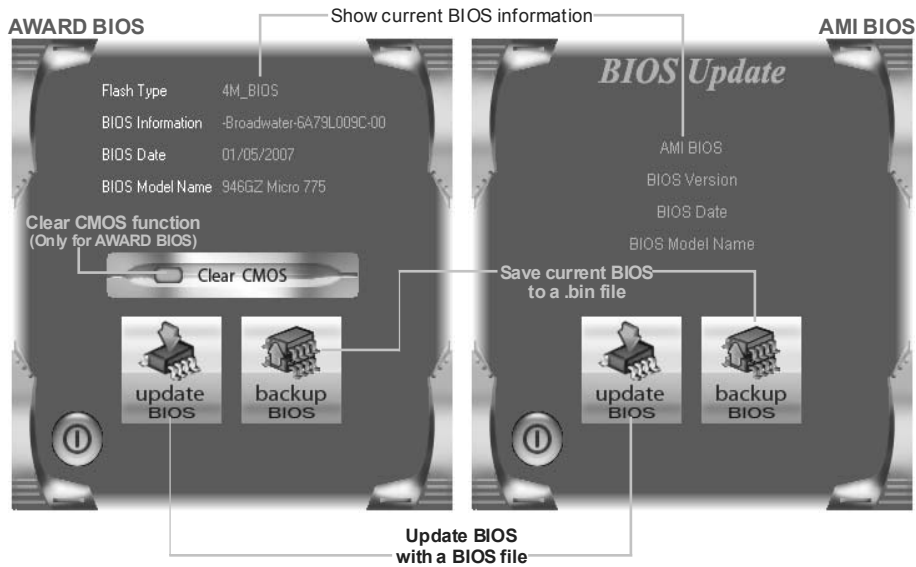 Show current BIOS information
AWARD BIOS
AMI BIOS
Flash Type 4M_BIOS
BIOS Information -Broadwater-6A79L009C-00
BIOS Date 01/05/2007
BIOS Model Name 946GZ Micro 775
Clear CMOS function
(Only for AWARD BIOS)
Clear CMOS
update
BIOS
backup
BIOS
BIOS Update
AMI BIOS
BIOS Version
BIOS Date
BIOS Model Name
Save current BIOS
to a .bin file
update
BIOS
backup
BIOS
Update BIOS
with a BIOS file